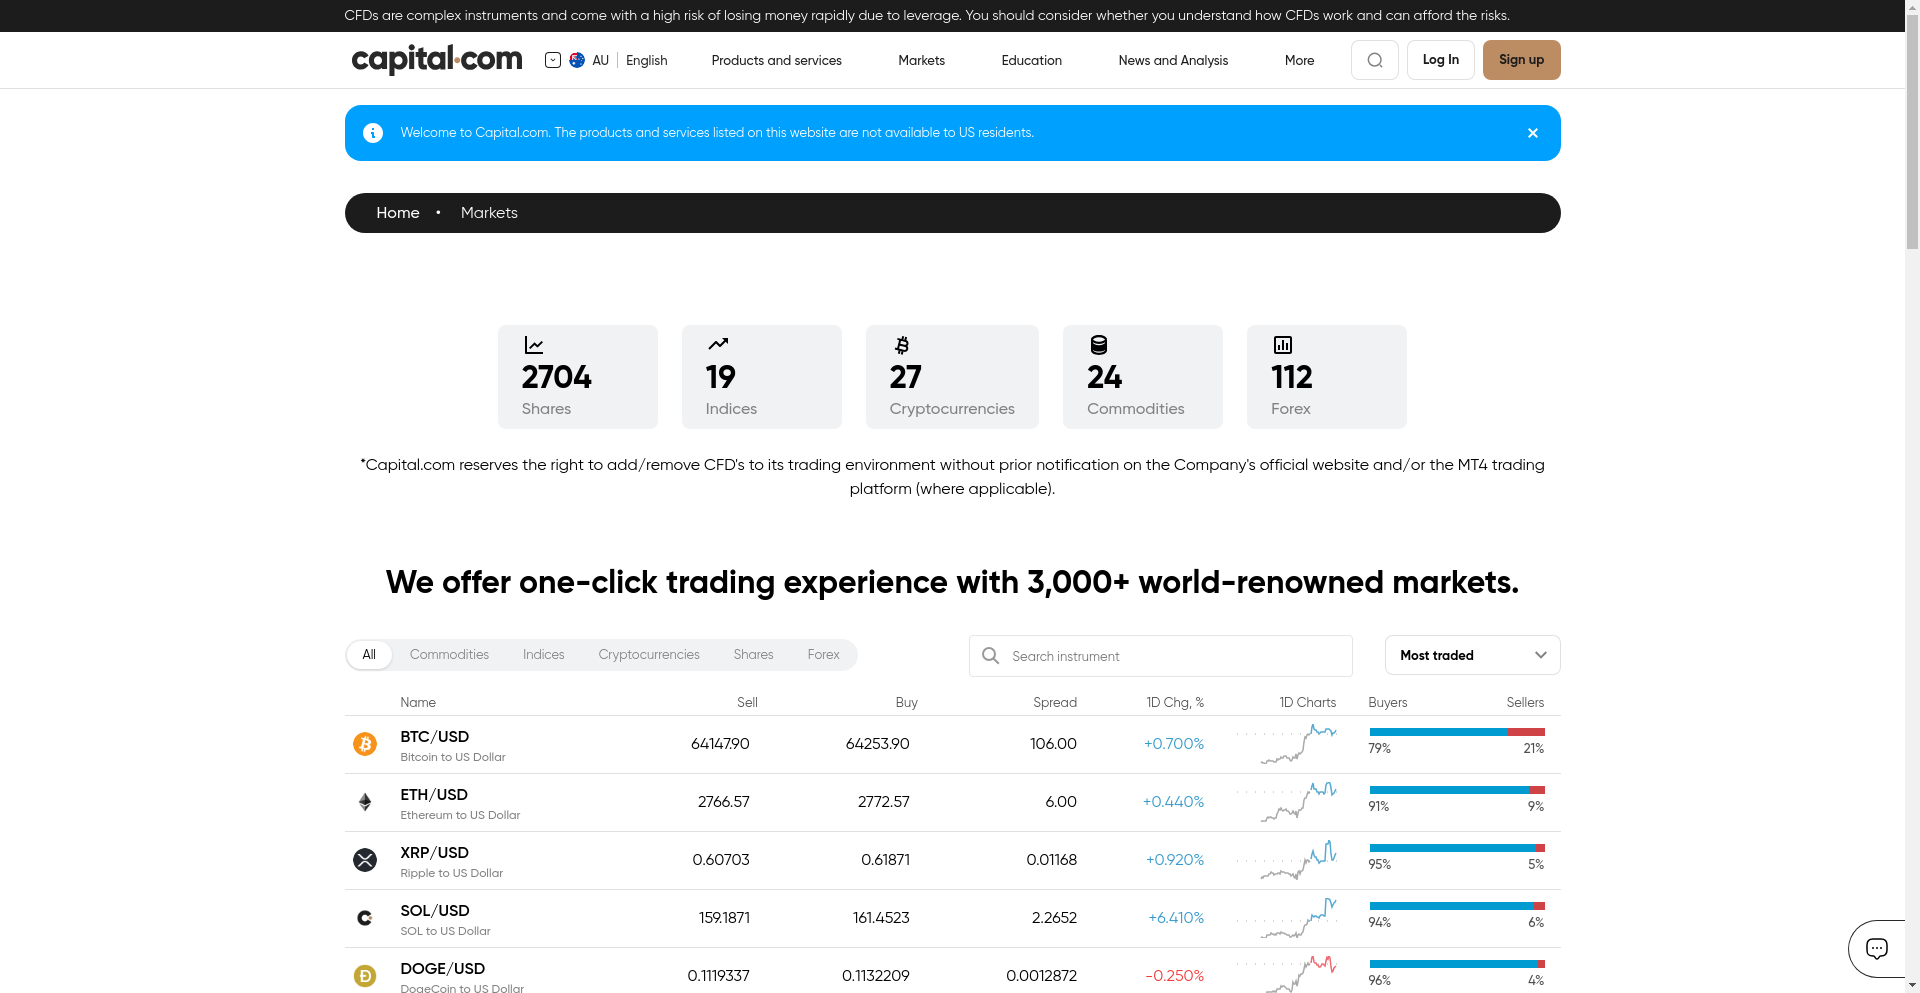 CFDs are complex instruments and come with a high risk of losing money rapidly due to leverage. You should consider whether you understand how CFDs work and can afford the risks.
capital.com AU English Products and services Markets Education News and Analysis More Log In Sign up
Welcome to Capital.com. The products and services listed on this website are not available to US residents.
Home • Markets
2704 19 27 24 112
Shares Indices Cryptocurrencies Commodities Forex
*Capital.com reserves the right to add/remove CFD's to its trading environment without prior notification on the Company's official website and/or the MT4 trading
platform (where applicable).
We offer one-click trading experience with 3,000+ world-renowned markets.
All Commodities Indices Cryptocurrencies Shares Forex Search instrument Most traded
Name Sell Buy Spread 1D Chg, % 1D Charts Buyers Sellers
BTC/USD 64147.90 64253.90 106.00 +0.700% 79% 21%
Bitcoin to US Dollar
ETH/USD 2766.57 2772.57 6.00 +0.440% 91% 9%
Ethereum to US Dollar
XRP/USD 0.60703 0.61871 0.01168 +0.920% 95% 5%
Ripple to US Dollar
SOL/USD 159.1871 161.4523 2.2652 +6.410% 94% 6%
SOL to US Dollar
DOGE/USD 0.1119337 0.1132209 0.0012872 -0.250% 96% 4%
DogeCoin to US Dollar